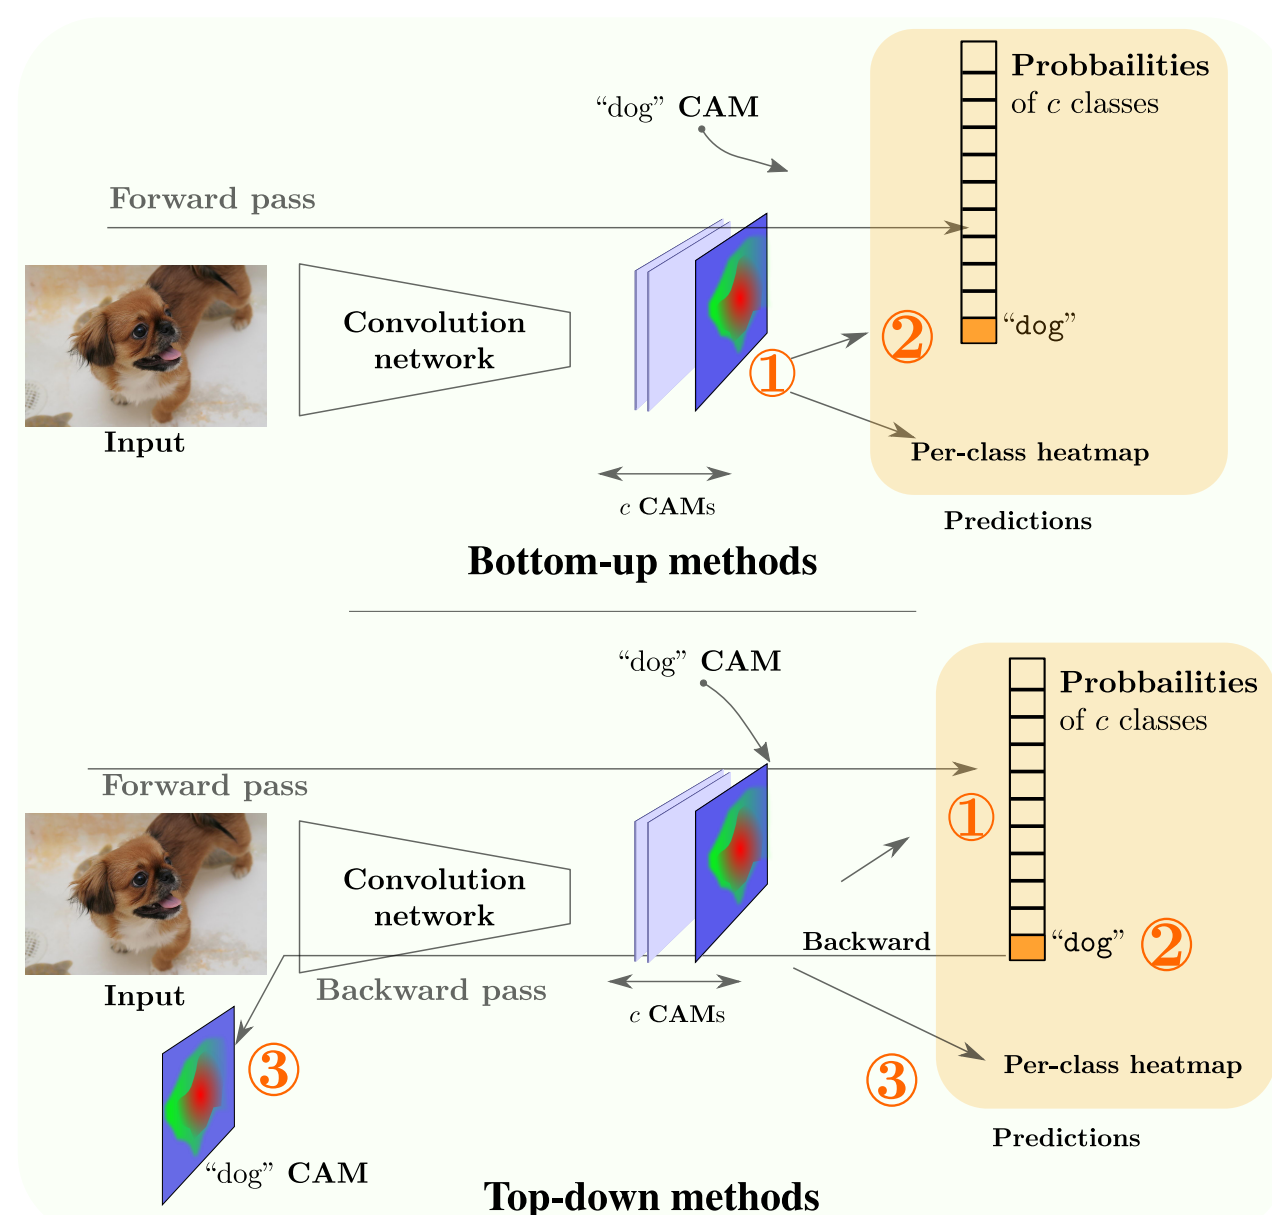 “dog” CAM
Probbailities
of c classes
Forward pass
Convolution
network
“dog”
①
②
Input
Per-class heatmap
c CAMs
Predictions
Bottom-up methods
“dog” CAM
Probbailities
of c classes
Forward pass
①
Convolution
network
Backward
“dog”
②
Input
Backward pass
c CAMs
③
③
Per-class heatmap
Predictions
“dog” CAM
Top-down methods